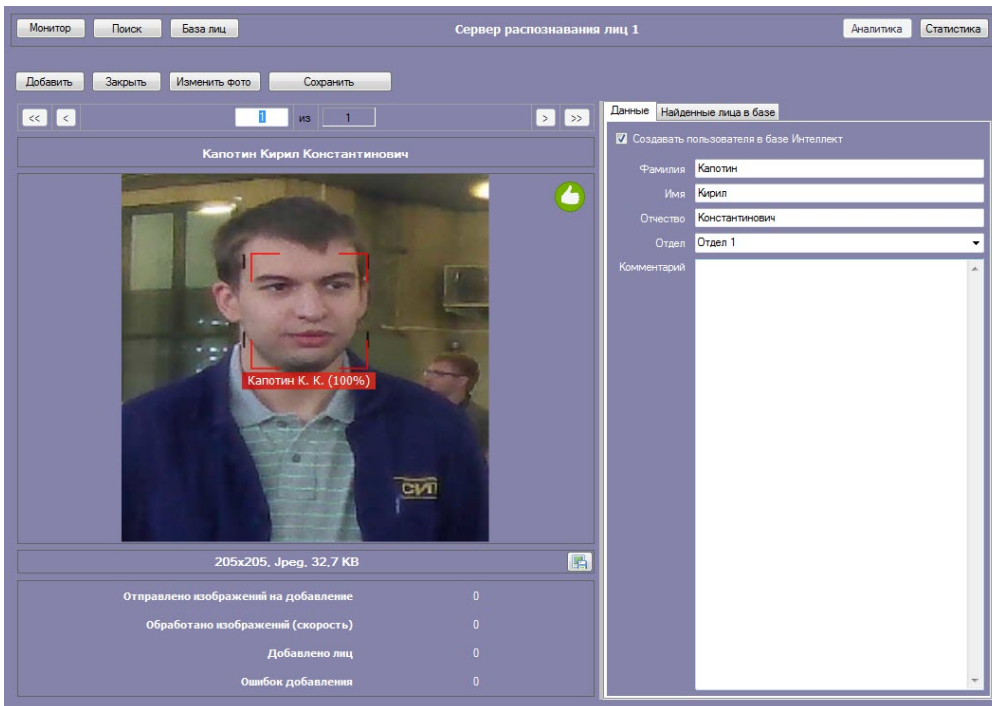 Монитор
Поиск
База лиц
Сервер распознавания лиц 1
Аналитика
Статистика
Добавить
Закрыть
Изменить фото
Сохранить
<<
<
1
из
1
>
>>
Капотин Кирил Константинович
Капотин К. К. (100%)
СИП
205x205, Jpeg, 32,7 KB
Отправлено изображений на добавление 0
Обработано изображений (скорость) 0
Добавлено лиц 0
Ошибок добавления 0
Данные
Найденные лица в базе
Создавать пользователя в базе Интеллект
Фамилия Капотин
Имя Кирил
Отчество Константинович
Отдел Отдел 1
Комментарий